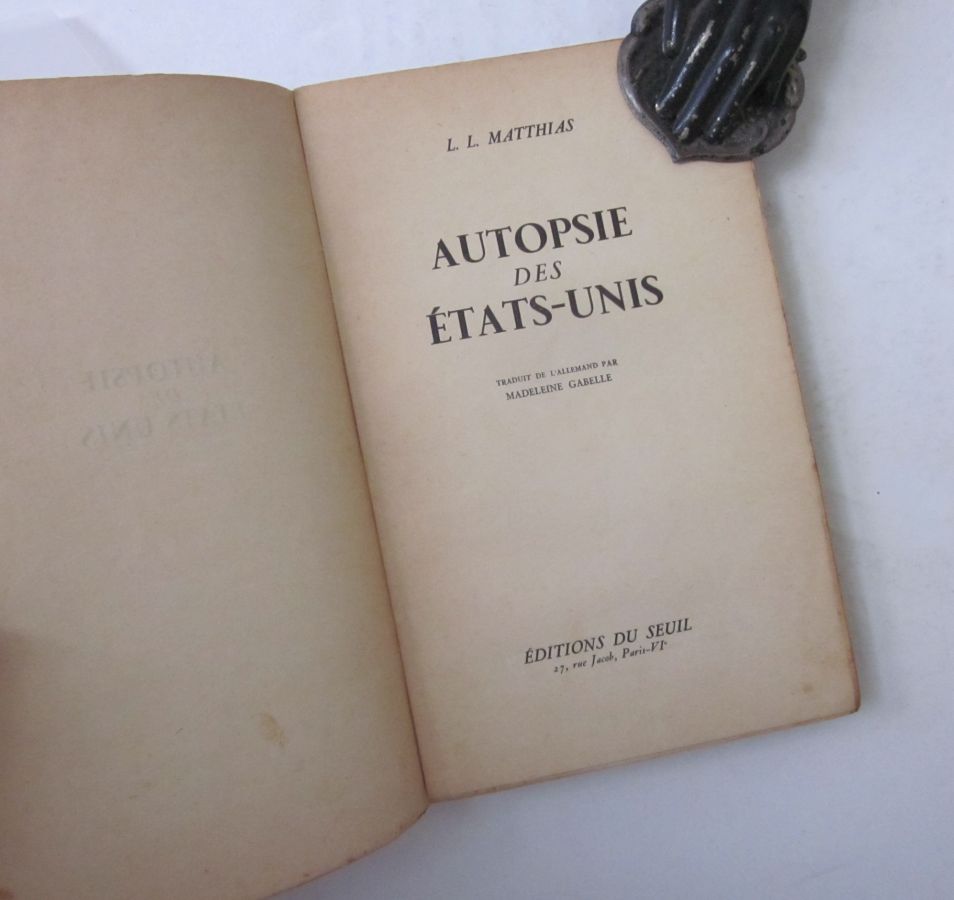 L. L. MATTHIAS
AUTOPSIE
DES
ÉTATS-UNIS
TRADUIT DE L'ALLEMAND PAR
MADELEINE GABELLE
ÉDITIONS DU SEUIL
27, rue Jacob, Paris-VIᵉ